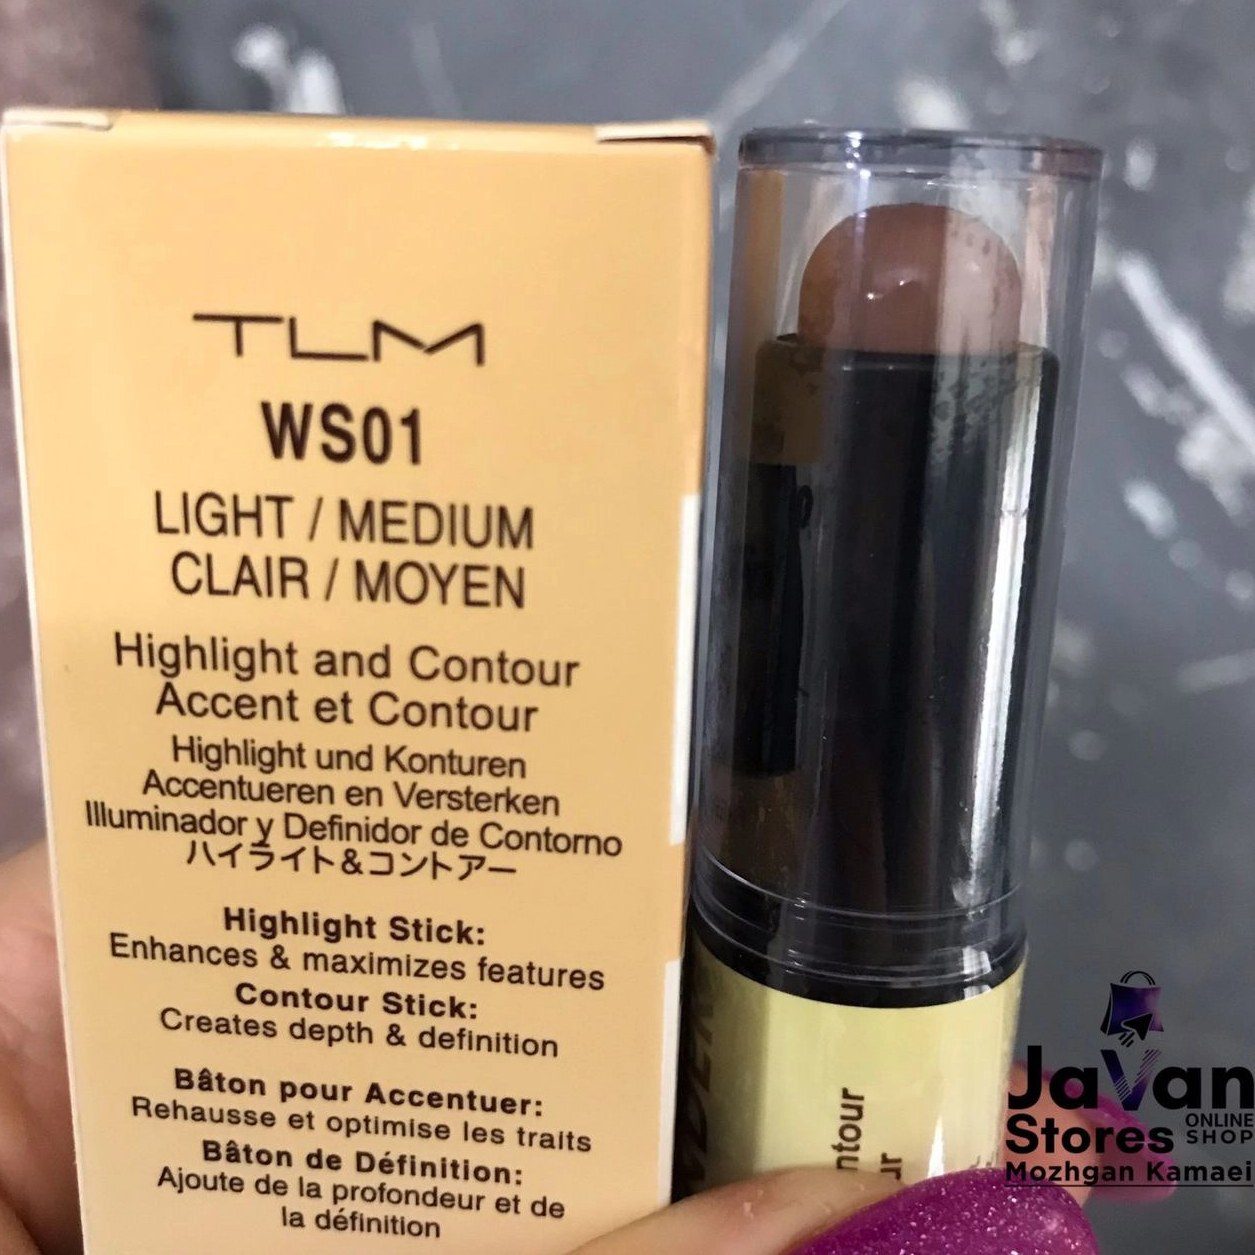 TLM
WS01
LIGHT / MEDIUM
CLAIR / MOYEN
Highlight and Contour
Accent et Contour
Highlight und Konturen
Accentueren en Versterken
Illuminador y Definidor de Contorno
ハイライト&コントアー
Highlight Stick:
Enhances & maximizes features
Contour Stick:
Creates depth & definition
Bâton pour Accentuer:
Rehausse et optimise les traits
Bâton de Définition:
Ajoute de la profondeur et de
la définition
ntour
ur
JaVan
Stores ONLINE
SHOP
Mozhgan Kamaei